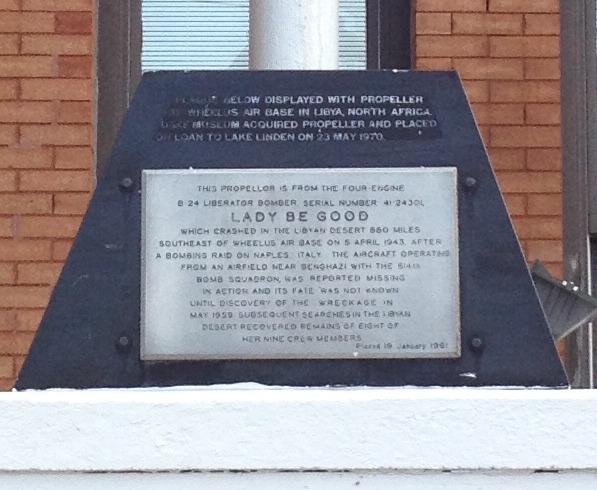 PLAQUE BELOW DISPLAYED WITH PROPELLER
WHEELUS AIR BASE IN LIBYA, NORTH AFRICA.
MUSEUM ACQUIRED PROPELLER AND PLACED
ON LOAN TO LAKE LINDEN ON 23 MAY 1970.
THIS PROPELLOR IS FROM THE FOUR-ENGINE
B 24 LIBERATOR BOMBER, SERIAL NUMBER 41-24301,
LADY BE GOOD
WHICH CRASHED IN THE LIBYAN DESERT 660 MILES
SOUTHEAST OF WHEELUS AIR BASE ON 5 APRIL 1943, AFTER
A BOMBING RAID ON NAPLES, ITALY. THE AIRCRAFT OPERATING
FROM AN AIRFIELD NEAR BENGHAZI WITH THE 514th
BOMB SQUADRON, WAS REPORTED MISSING
IN ACTION AND ITS FATE WAS NOT KNOWN
UNTIL DISCOVERY OF THE WRECKAGE IN
MAY 1959. SUBSEQUENT SEARCHES IN THE LIBYAN
DESERT RECOVERED REMAINS OF EIGHT OF
HER NINE CREW MEMBERS.
Placed 19 January 1961